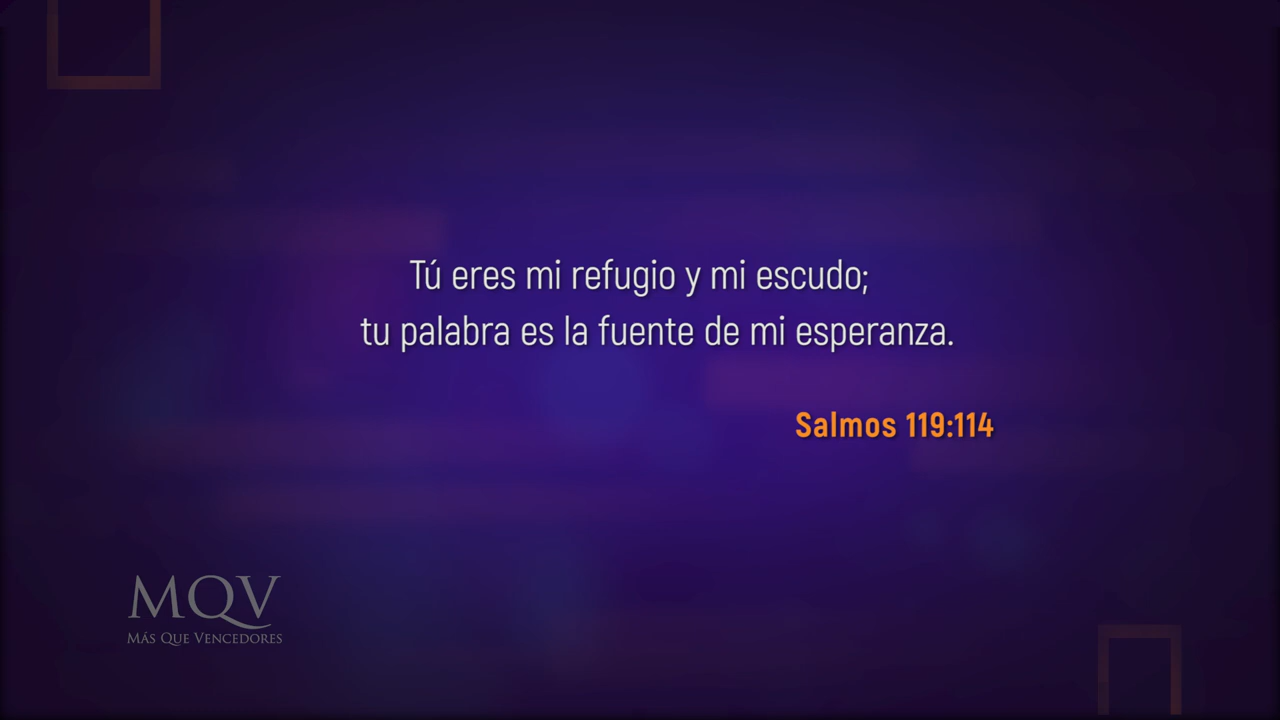 Tú eres mi refugio y mi escudo;
tu palabra es la fuente de mi esperanza.
Salmos 119:114
MQV
MÁS QUE VENCEDORES